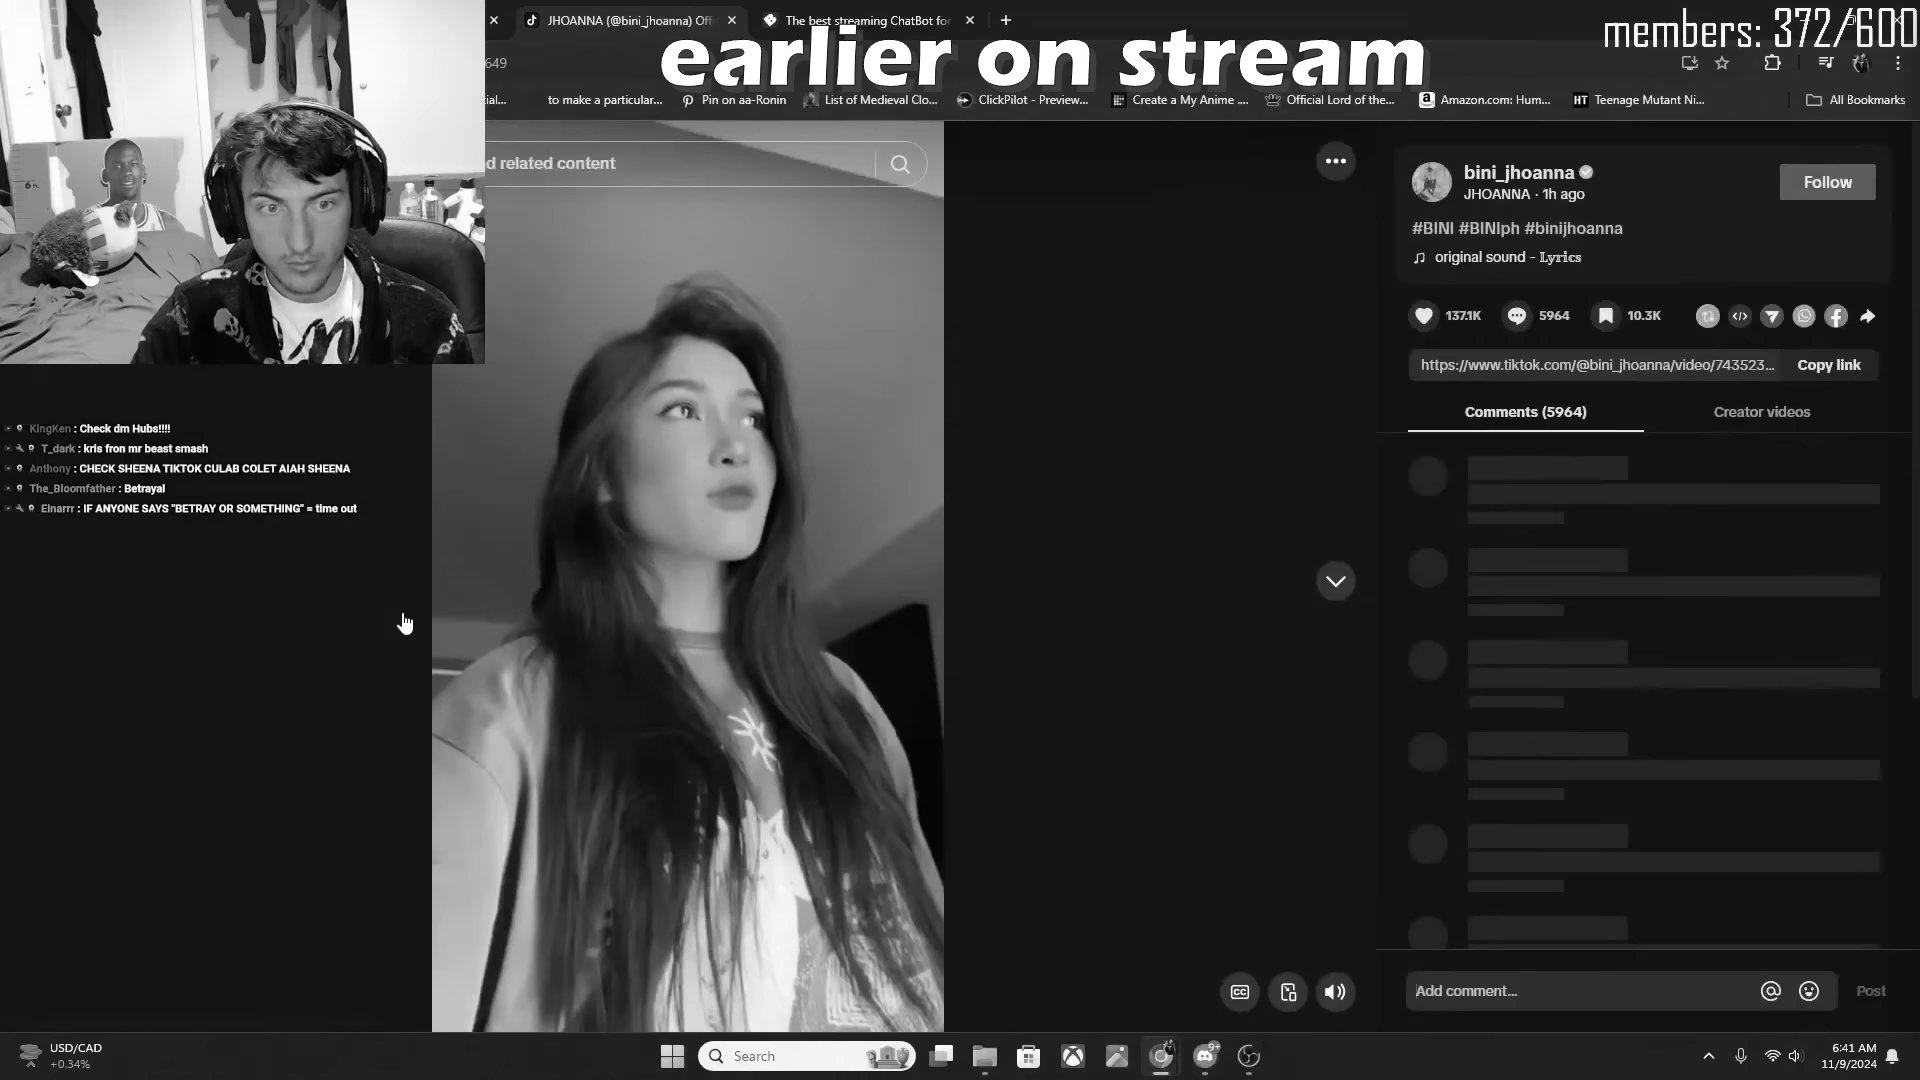 JHOANNA (@bini_jhoanna) Off
The best streaming ChatBot for
members: 372/600
earlier on stream
649
ial...
to make a particular...
Pin on aa-Ronin
List of Medieval Clo...
ClickPilot - Preview...
Create a My Anime ....
Official Lord of the...
Amazon.com: Hum...
HT
Teenage Mutant Ni...
All Bookmarks
d related content
bini_jhoanna
JHOANNA · 1h ago
Follow
#BINI #BINIph #binijhoanna
original sound - 𝕃𝕪𝕣𝕚𝕔𝕤
137.1K
5964
10.3K
https://www.tiktok.com/@bini_jhoanna/video/743523...
Copy link
Comments (5964)
Creator videos
KingKen : Check dm Hubs!!!!
T_dark : kris fron mr beast smash
Anthony : CHECK SHEENA TIKTOK CULAB COLET AIAH SHEENA
The_Bloomfather : Betrayal
Einarrr : IF ANYONE SAYS "BETRAY OR SOMETHING" = time out
CC
Add comment...
Post
USD/CAD
+0.34%
Search
9+
6:41 AM
11/9/2024